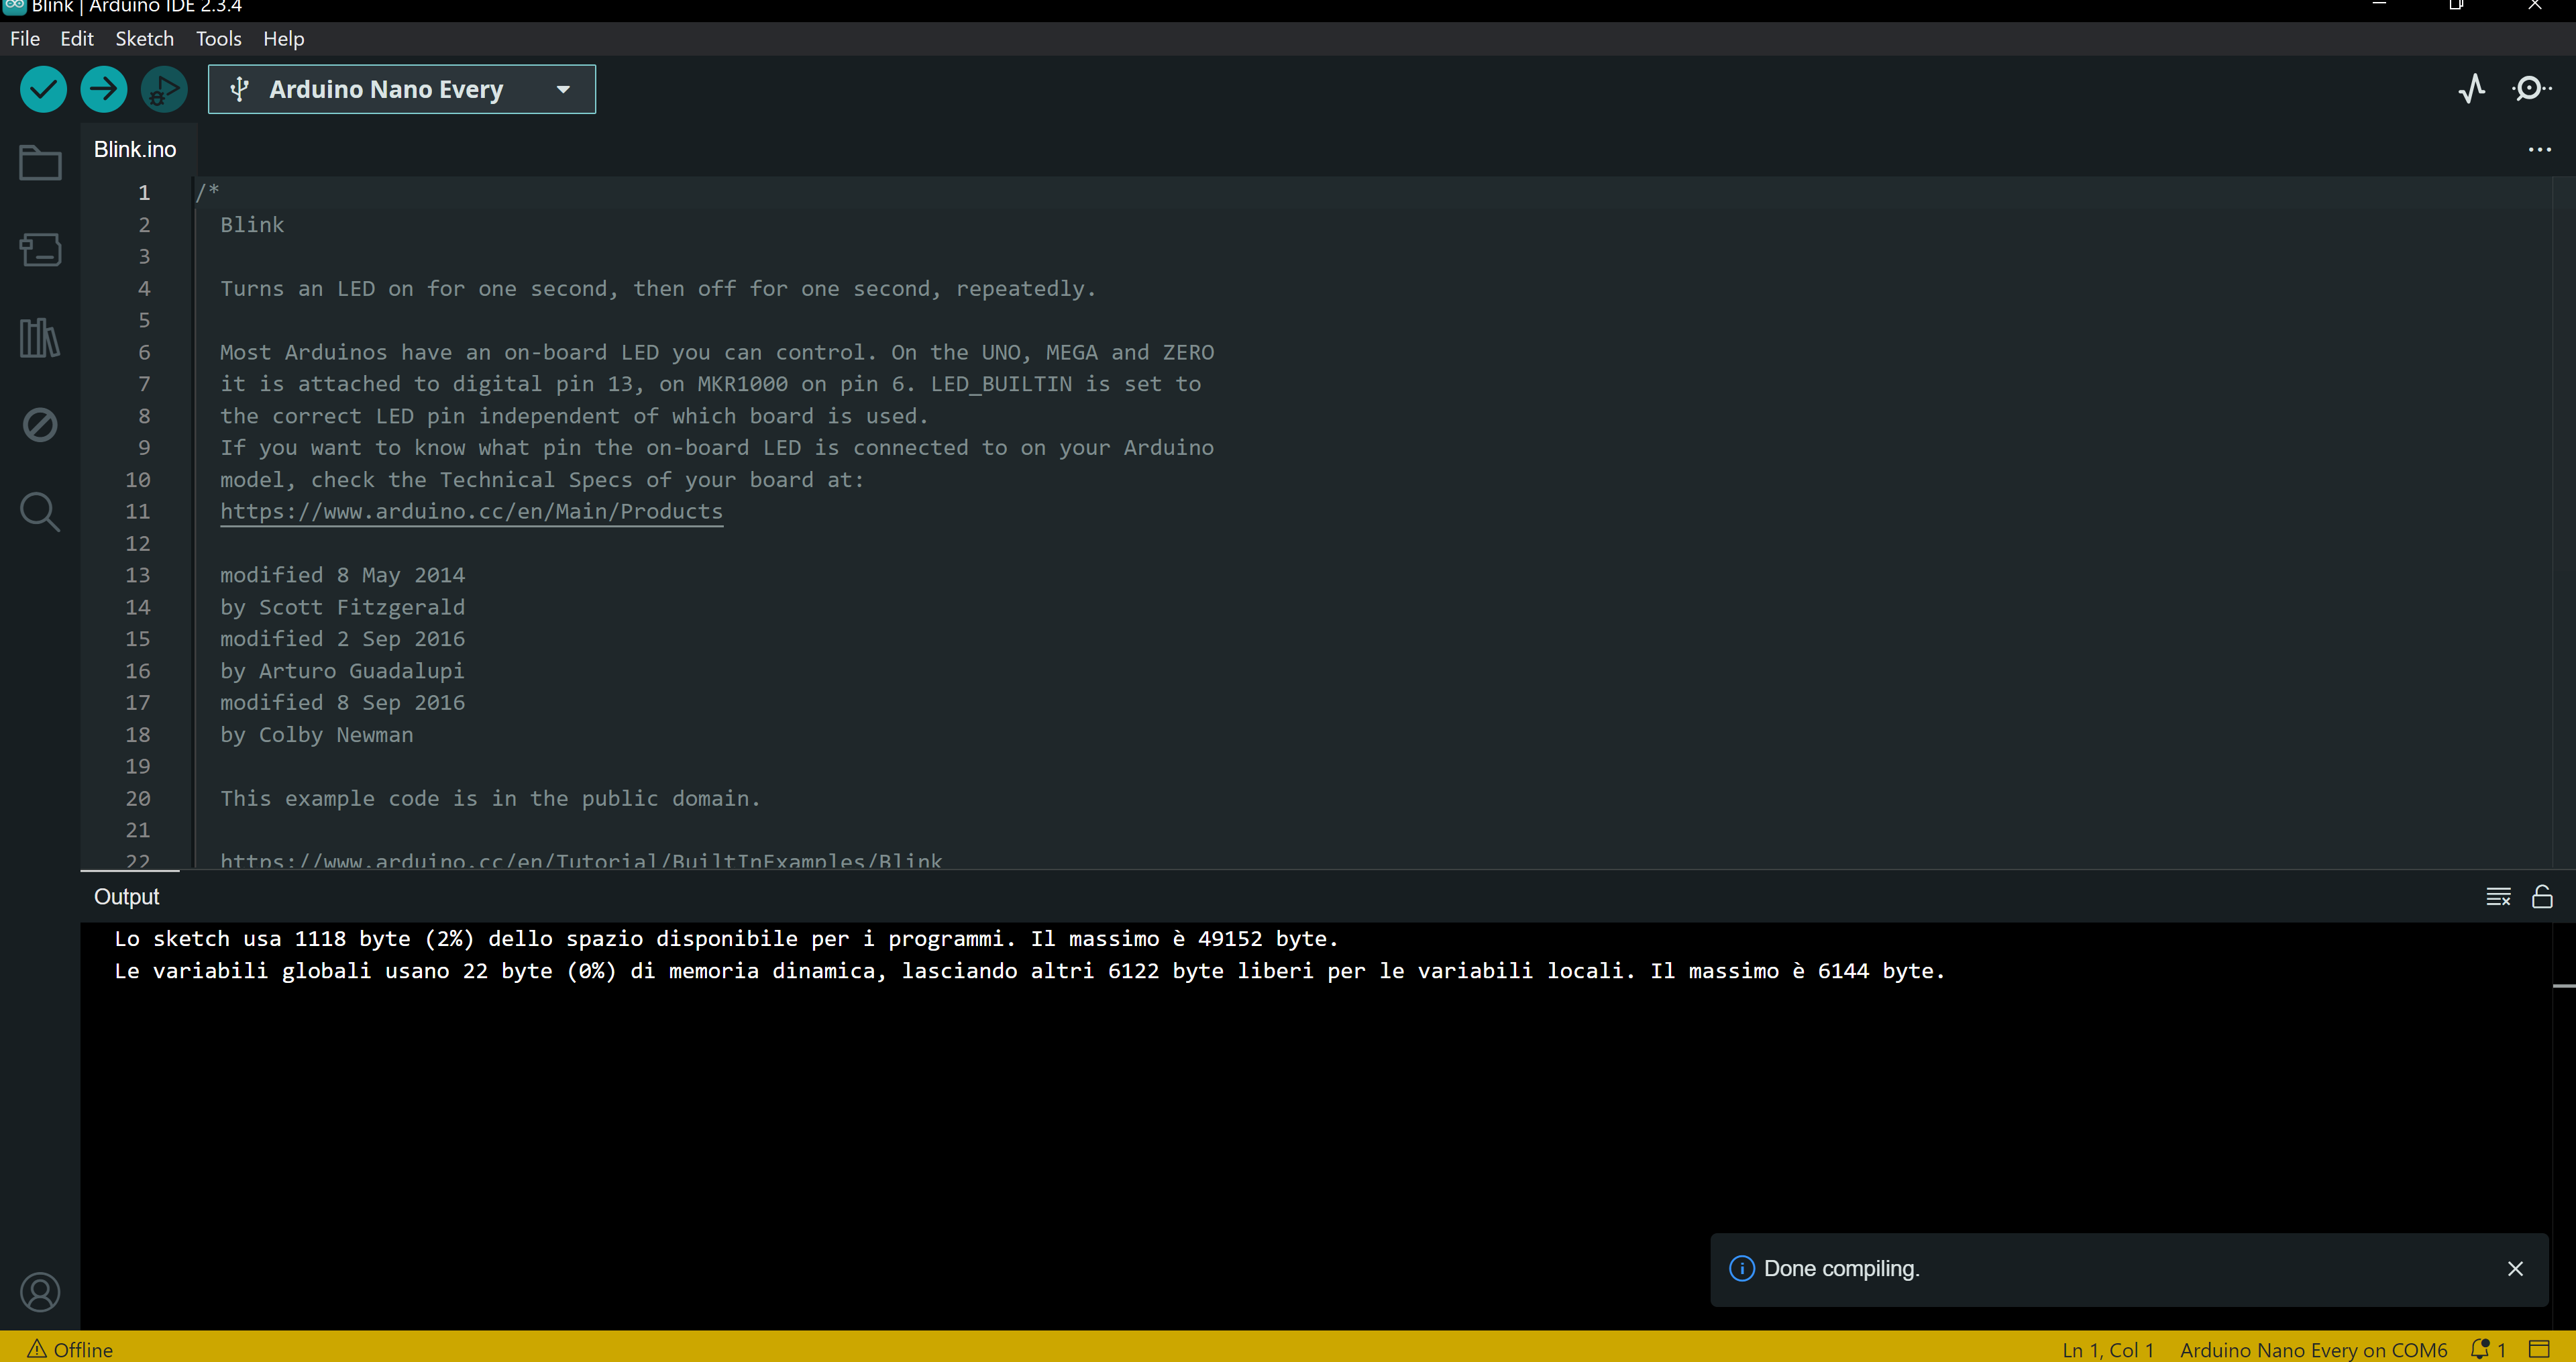 Blink | Arduino IDE 2.3.4
File Edit Sketch Tools Help
Arduino Nano Every
Blink.ino
1 /*
2 Blink
3
4 Turns an LED on for one second, then off for one second, repeatedly.
5
6 Most Arduinos have an on-board LED you can control. On the UNO, MEGA and ZERO
7 it is attached to digital pin 13, on MKR1000 on pin 6. LED_BUILTIN is set to
8 the correct LED pin independent of which board is used.
9 If you want to know what pin the on-board LED is connected to on your Arduino
10 model, check the Technical Specs of your board at:
11 https://www.arduino.cc/en/Main/Products
12
13 modified 8 May 2014
14 by Scott Fitzgerald
15 modified 2 Sep 2016
16 by Arturo Guadalupi
17 modified 8 Sep 2016
18 by Colby Newman
19
20 This example code is in the public domain.
21
22 https://www.arduino.cc/en/Tutorial/BuiltInExamples/Blink
Output
Lo sketch usa 1118 byte (2%) dello spazio disponibile per i programmi. Il massimo è 49152 byte.
Le variabili globali usano 22 byte (0%) di memoria dinamica, lasciando altri 6122 byte liberi per le variabili locali. Il massimo è 6144 byte.
Done compiling.
Offline
Ln 1, Col 1 Arduino Nano Every on COM6 1